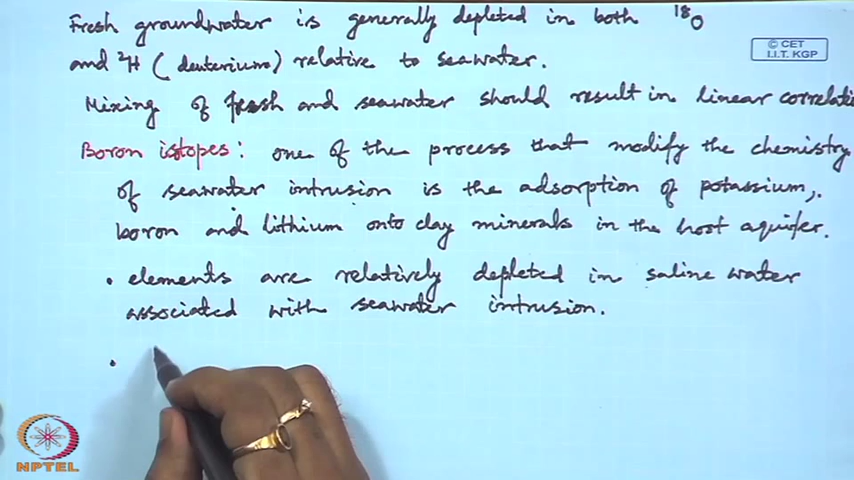 Fresh groundwater is generally depleted in both ¹⁸O
© CET
I.I.T. KGP
and ²H (deuterium) relative to seawater.
Mixing of fresh and seawater should result in linear correlatio
Boron istopes: one of the process that modify the chemistry
of seawater intrusion is the adsorption of potassium,
boron and lithium onto clay minerals in the host aquifer.
• elements are relatively depleted in saline water
associated with seawater intrusion.
•
NPTEL